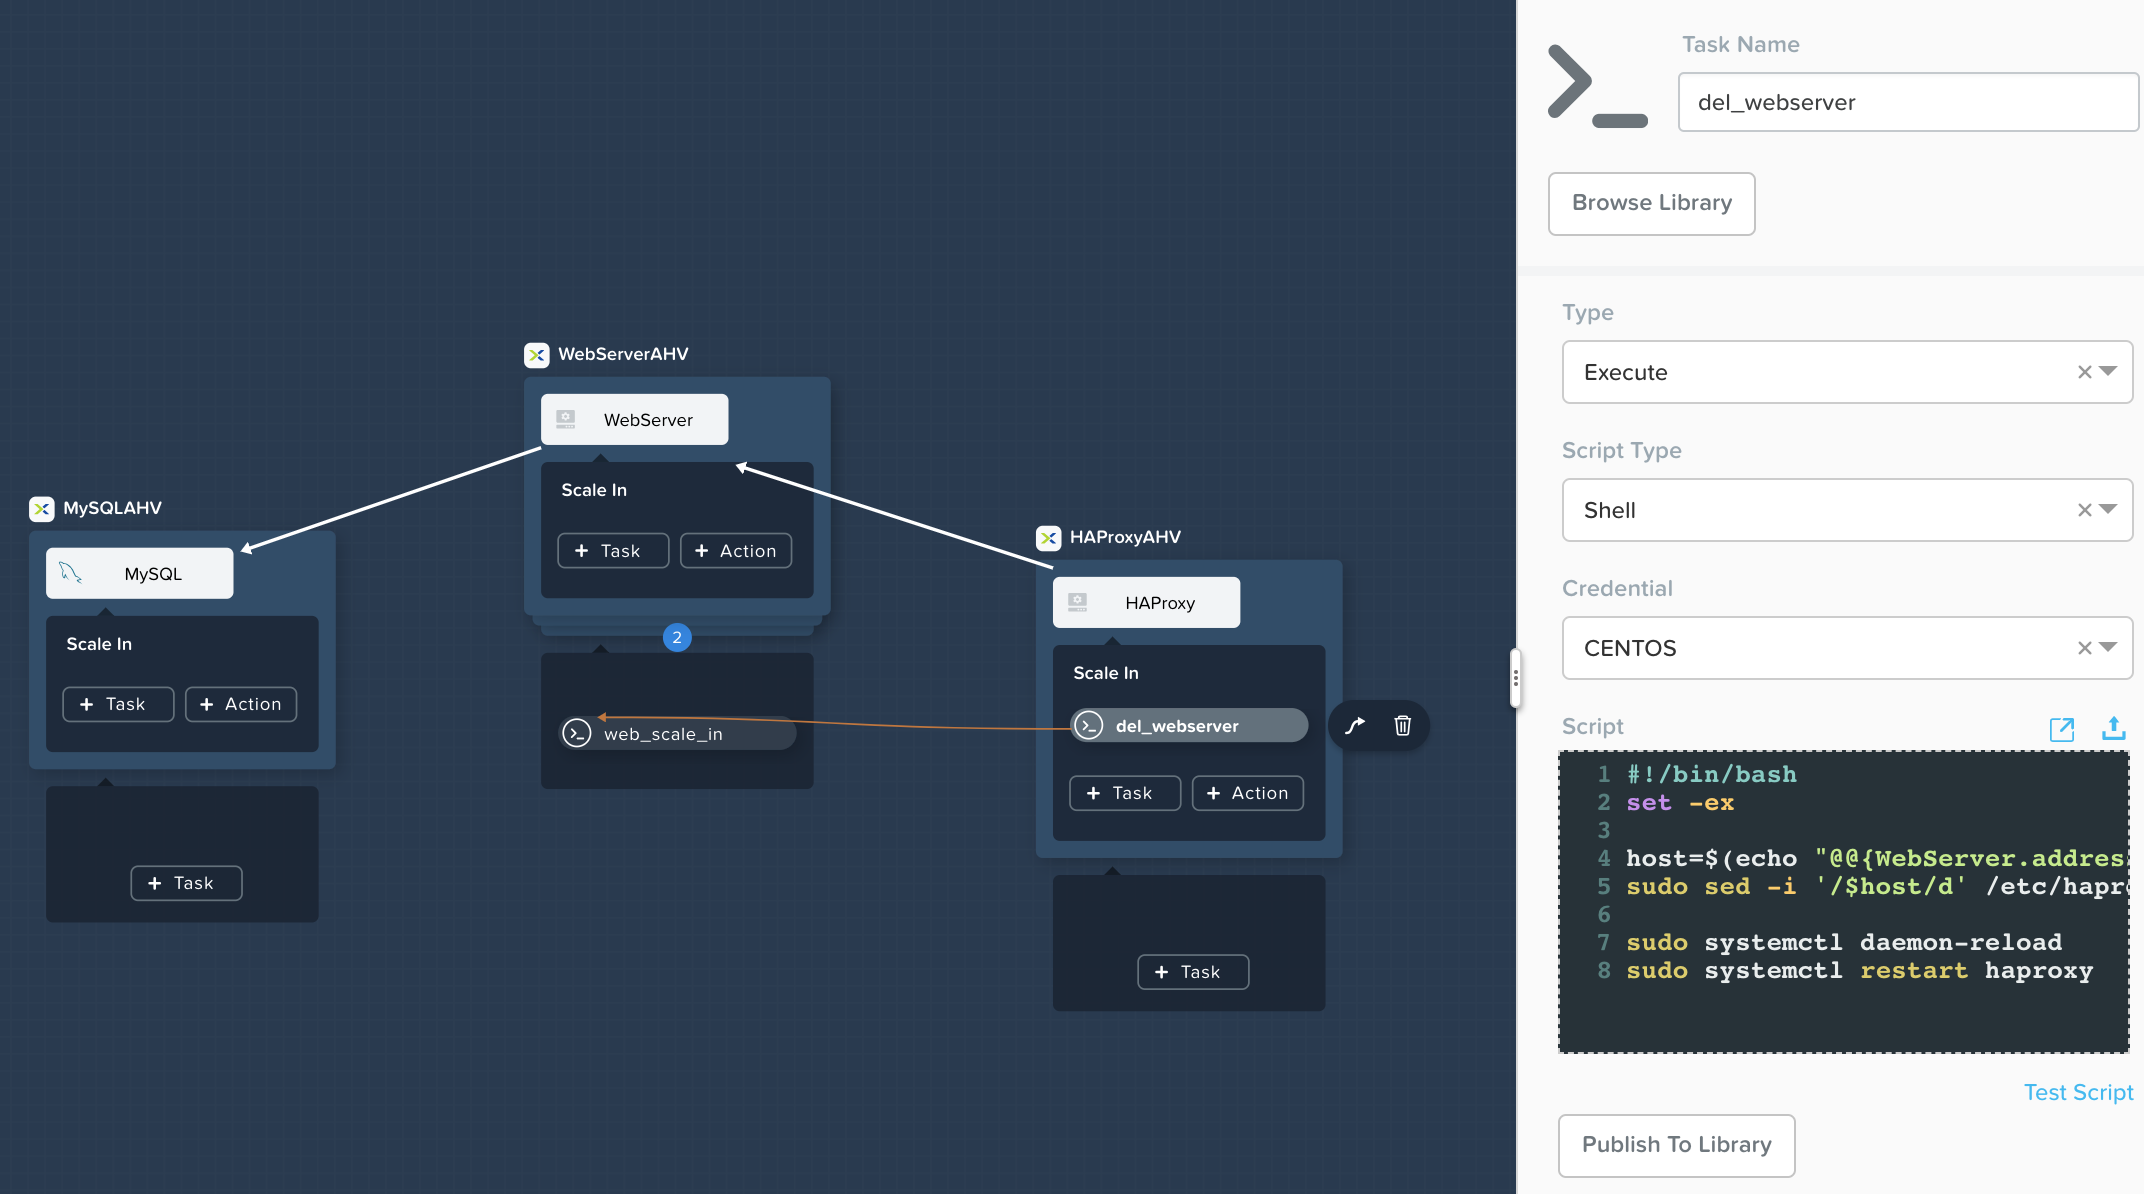 MySQLAHV
MySQL
Scale In
+ Task
+ Action
+ Task
WebServerAHV
WebServer
Scale In
+ Task
+ Action
2
web_scale_in
HAProxyAHV
HAProxy
Scale In
del_webserver
+ Task
+ Action
+ Task
Task Name
del_webserver
Browse Library
Type
Execute
Script Type
Shell
Credential
CENTOS
Script
1 #!/bin/bash
2 set -ex
3
4 host=$(echo "@@{WebServer.addres
5 sudo sed -i '/$host/d' /etc/hapr
6
7 sudo systemctl daemon-reload
8 sudo systemctl restart haproxy
Test Script
Publish To Library